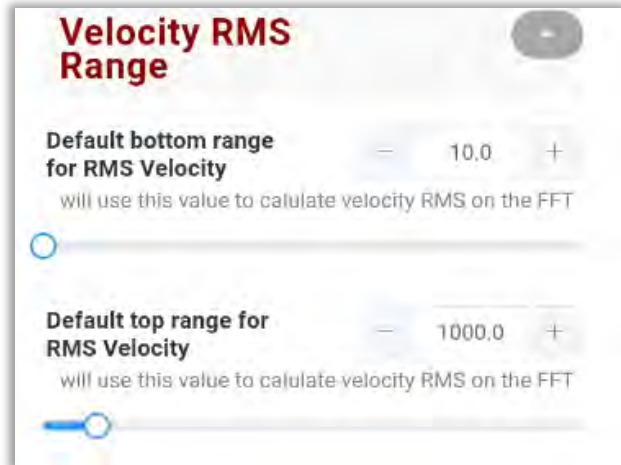 Velocity RMS
Range
Default bottom range
for RMS Velocity
− 10.0 +
will use this value to calulate velocity RMS on the FFT
Default top range for
RMS Velocity
− 1000.0 +
will use this value to calulate velocity RMS on the FFT